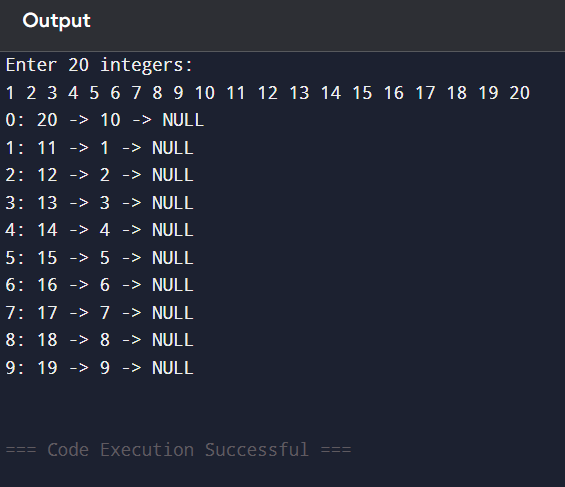 Output
Enter 20 integers:
1 2 3 4 5 6 7 8 9 10 11 12 13 14 15 16 17 18 19 20
0: 20 -> 10 -> NULL
1: 11 -> 1 -> NULL
2: 12 -> 2 -> NULL
3: 13 -> 3 -> NULL
4: 14 -> 4 -> NULL
5: 15 -> 5 -> NULL
6: 16 -> 6 -> NULL
7: 17 -> 7 -> NULL
8: 18 -> 8 -> NULL
9: 19 -> 9 -> NULL
=== Code Execution Successful ===